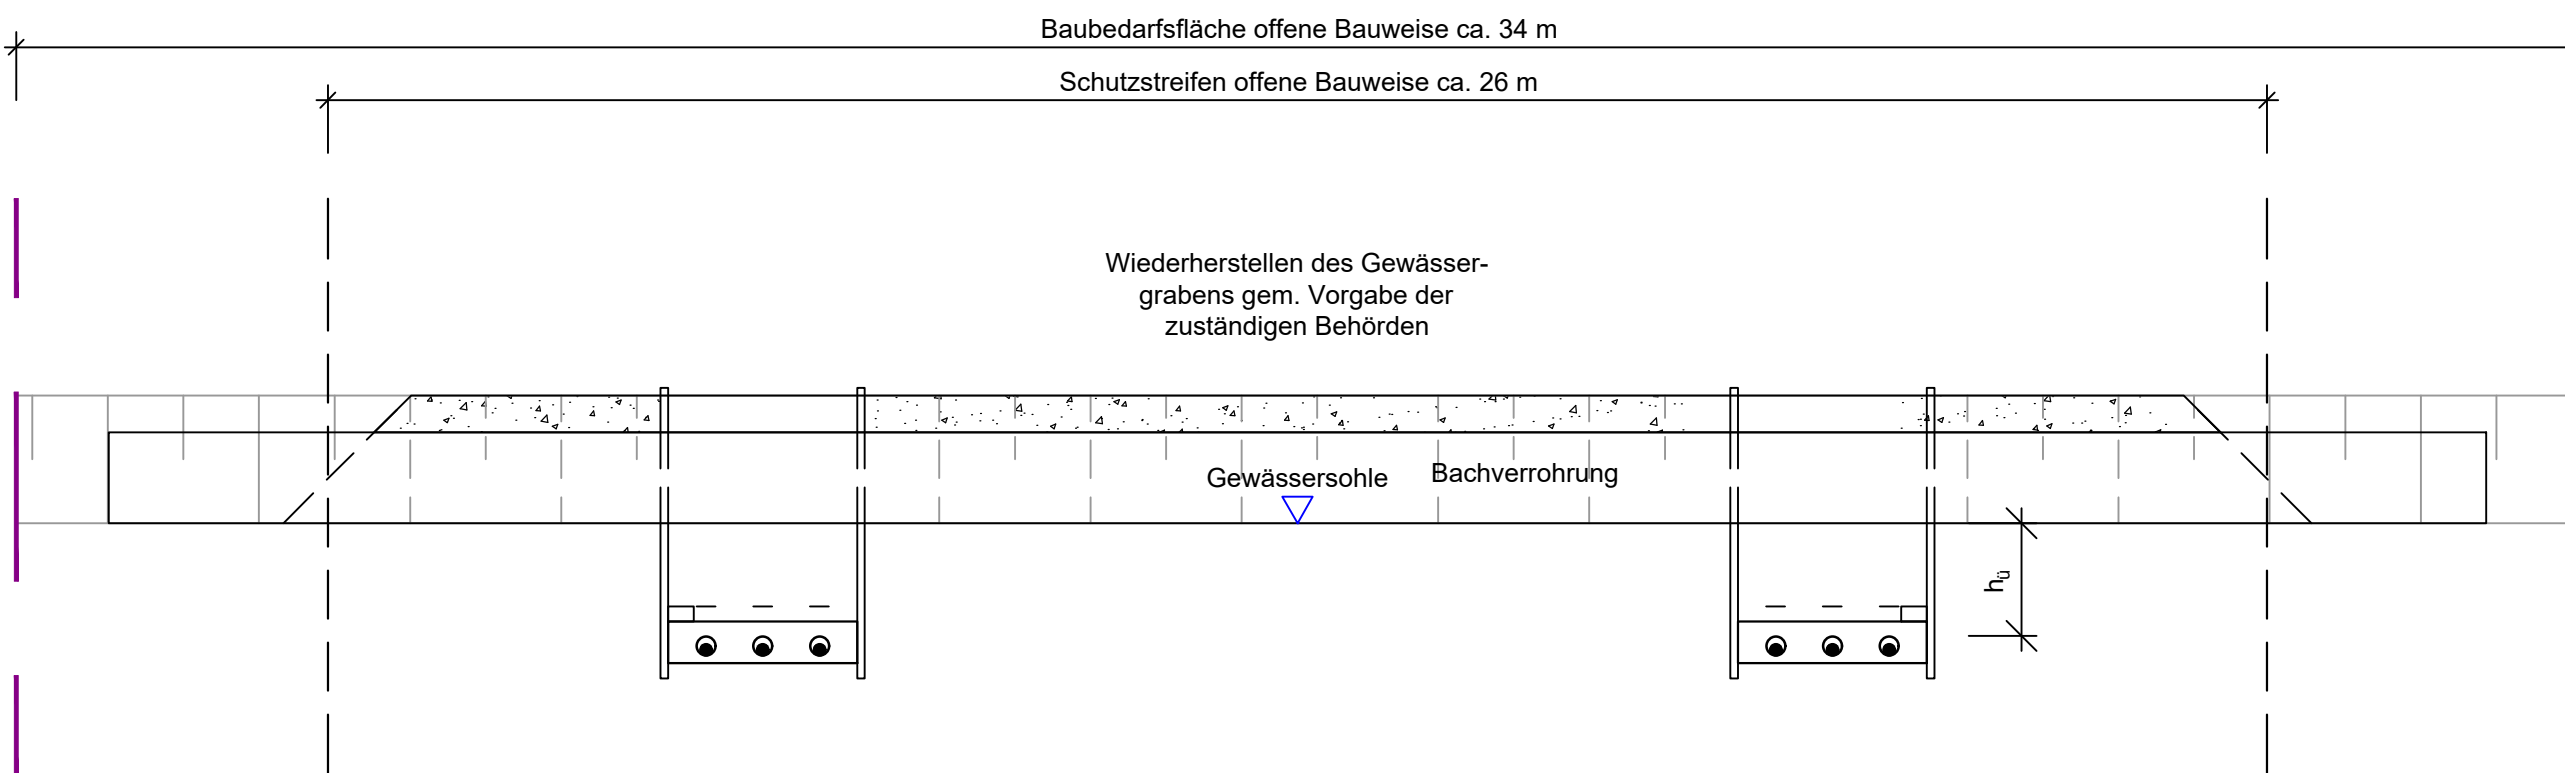 Baubedarfsfläche offene Bauweise ca. 34 m
Schutzstreifen offene Bauweise ca. 26 m
Wiederherstellen des Gewässer-
grabens gem. Vorgabe der
zuständigen Behörden
Gewässersohle
Bachverrohrung
hü